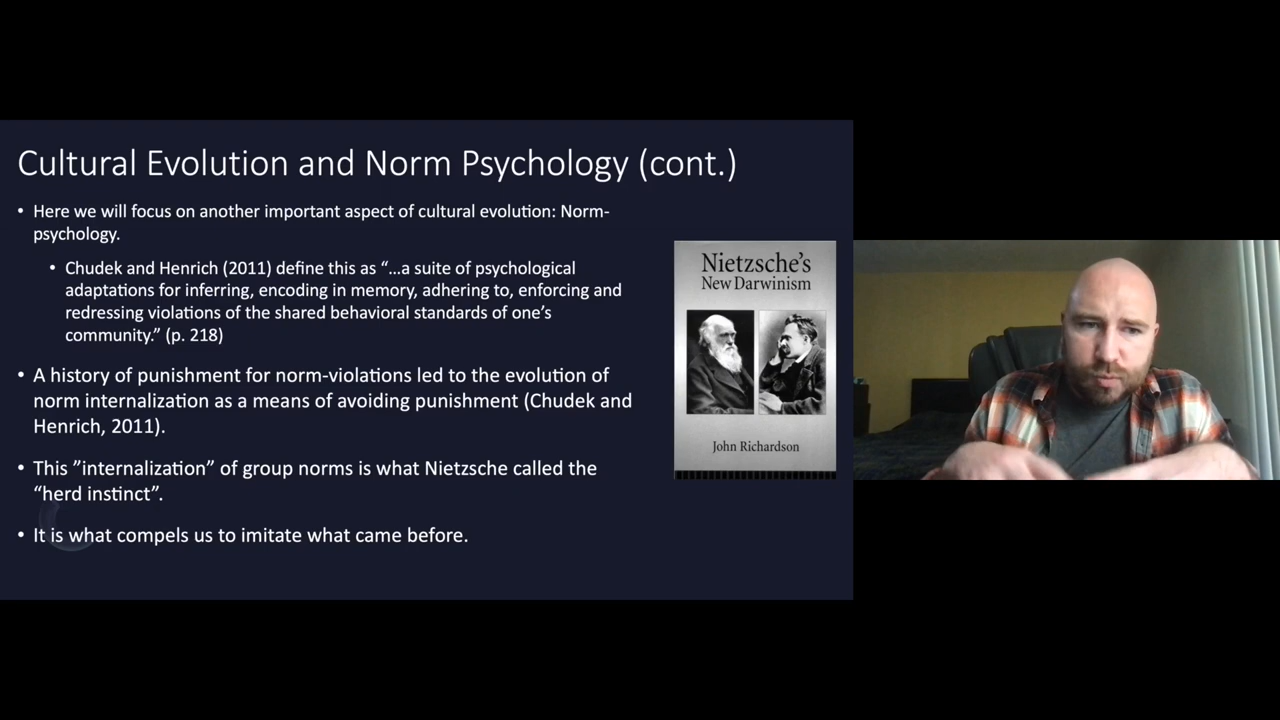 Cultural Evolution and Norm Psychology (cont.)
• Here we will focus on another important aspect of cultural evolution: Norm-
psychology.
• Chudek and Henrich (2011) define this as “…a suite of psychological
adaptations for inferring, encoding in memory, adhering to, enforcing and
redressing violations of the shared behavioral standards of one’s
community.” (p. 218)
• A history of punishment for norm-violations led to the evolution of
norm internalization as a means of avoiding punishment (Chudek and
Henrich, 2011).
• This ”internalization” of group norms is what Nietzsche called the
“herd instinct”.
• It is what compels us to imitate what came before.
Nietzsche’s
New Darwinism
John Richardson